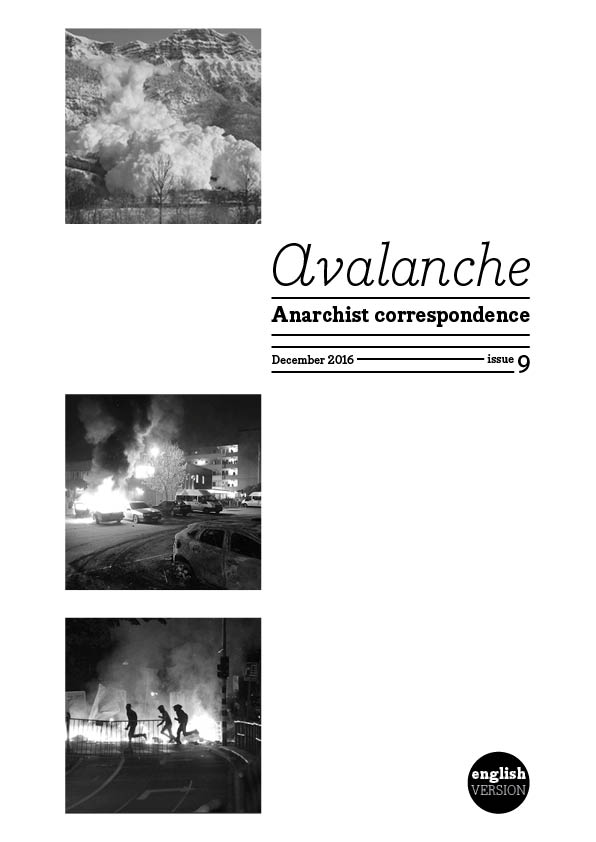 avalanche
Anarchist correspondence
December 2016 issue 9
english
VERSION